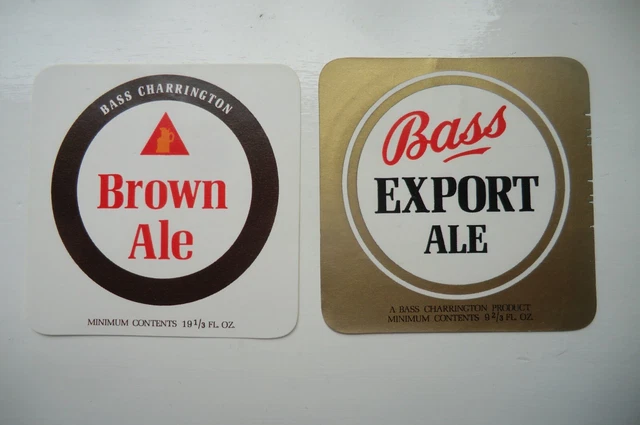 BASS CHARRINGTON
Brown
Ale
MINIMUM CONTENTS 19 1/3 FL. OZ.
Bass
EXPORT
ALE
A BASS CHARRINGTON PRODUCT
MINIMUM CONTENTS 9 2/3 FL. OZ.